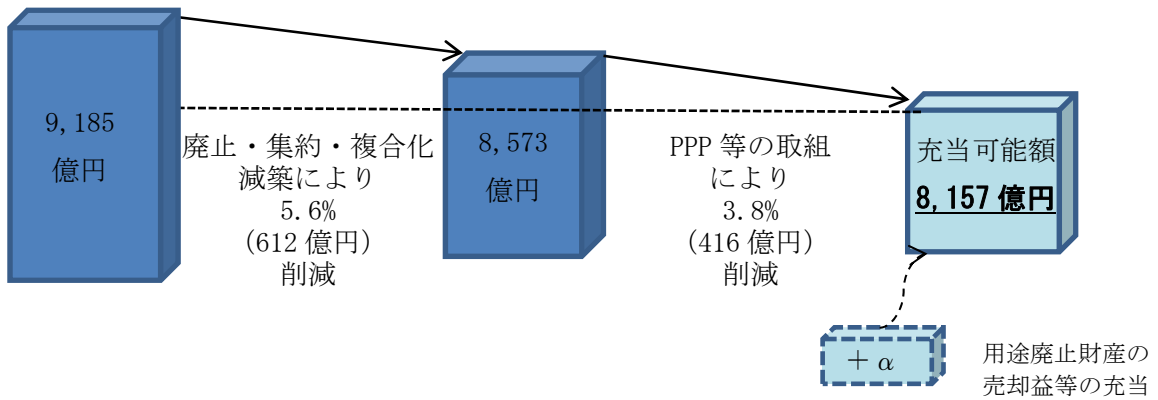 9,185
億円
廃止・集約・複合化
減築により
5.6%
(612 億円)
削減
8,573
億円
PPP 等の取組
により
3.8%
(416 億円)
削減
充当可能額
8,157 億円
+α
用途廃止財産の
売却益等の充当